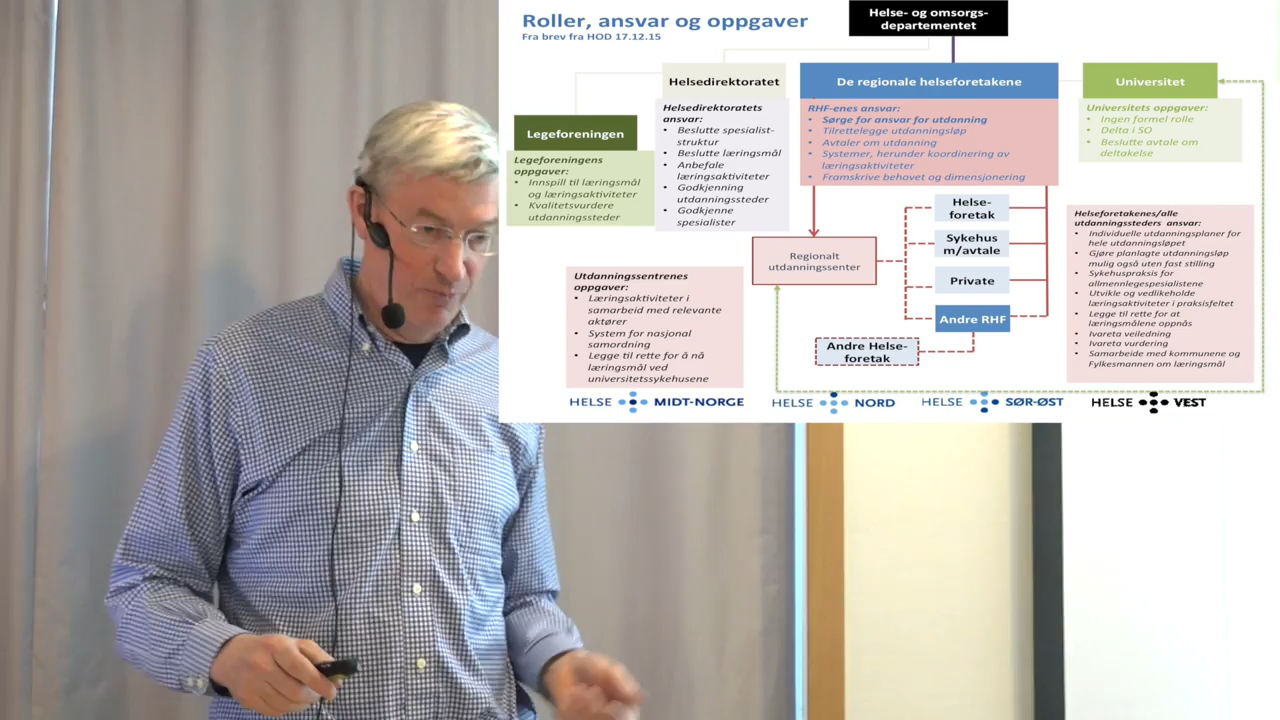 Roller, ansvar og oppgaver
Fra brev fra HOD 17.12.15
Helse- og omsorgs-
departementet
Helsedirektoratet
De regionale helseforetakene
Universitet
Legeforeningen
Legeforeningens
oppgaver:
• Innspill til læringsmål
og læringsaktiviteter
• Kvalitetsvurdere
utdanningssteder
Helsedirektoratets
ansvar:
• Beslutte spesialist-
struktur
• Beslutte læringsmål
• Anbefale
læringsaktiviteter
• Godkjenning
utdanningssteder
• Godkjenne
spesialister
RHF-enes ansvar:
• Sørge for ansvar for utdanning
• Tilrettelegge utdanningsløp
• Avtaler om utdanning
• Systemer, herunder koordinering av
læringsaktiviteter
• Framskrive behovet og dimensjonering
Universitets oppgaver:
• Ingen formel rolle
• Delta i SO
• Beslutte avtale om
deltakelse
Regionalt
utdanningssenter
Helse-
foretak
Sykehus
m/avtale
Private
Andre RHF
Andre Helse-
foretak
Utdanningssentrenes
oppgaver:
• Læringsaktiviteter i
samarbeid med relevante
aktører
• System for nasjonal
samordning
• Legge til rette for å nå
læringsmål ved
universitetssykehusene
Helseforetakenes/alle
utdanningssteders ansvar:
• Individuelle utdanningsplaner for
hele utdanningsløpet
• Gjøre planlagte utdanningsløp
mulig også uten fast stilling
• Sykehuspraksis for
allmennlegespesialistene
• Utvikle og vedlikeholde
læringsaktiviteter i praksisfeltet
• Legge til rette for at
læringsmålene oppnås
• Ivareta veiledning
• Ivareta vurdering
• Samarbeide med kommunene og
Fylkesmannen om læringsmål
HELSE MIDT-NORGE
HELSE NORD
HELSE SØR-ØST
HELSE VEST